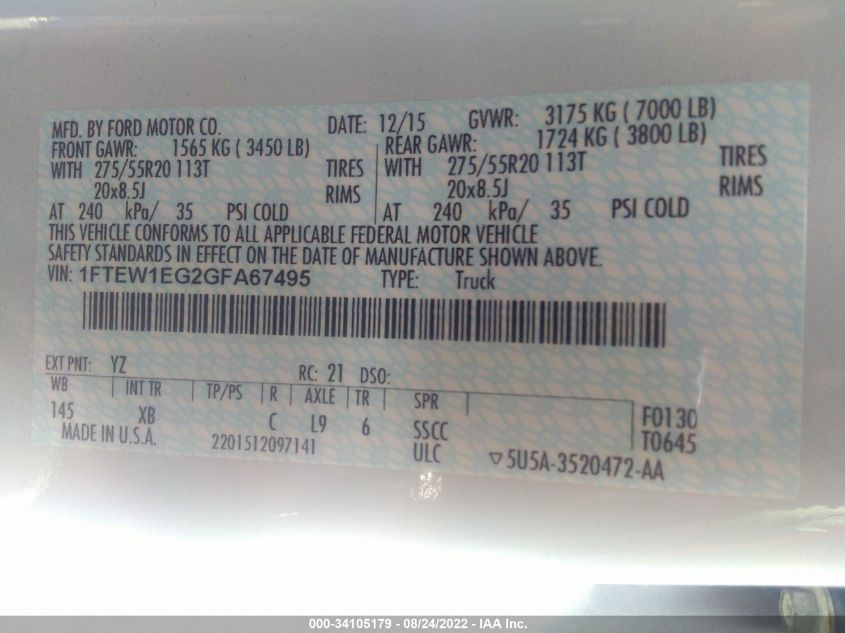 MFD. BY FORD MOTOR CO. DATE: 12/15 GVWR: 3175 KG ( 7000 LB)
FRONT GAWR: 1565 KG ( 3450 LB) REAR GAWR: 1724 KG ( 3800 LB)
WITH 275/55R20 113T TIRES WITH 275/55R20 113T TIRES
20x8.5J RIMS 20x8.5J RIMS
AT 240 kPa/ 35 PSI COLD AT 240 kPa/ 35 PSI COLD
THIS VEHICLE CONFORMS TO ALL APPLICABLE FEDERAL MOTOR VEHICLE
SAFETY STANDARDS IN EFFECT ON THE DATE OF MANUFACTURE SHOWN ABOVE.
VIN: 1FTEW1EG2GFA67495 TYPE: Truck
EXT PNT: YZ RC: 21 DSO:
WB INT TR TP/PS R AXLE TR SPR
145 XB C L9 6 SSCC F0130
MADE IN U.S.A. 2201512097141 ULC T0645
▽5U5A-3520472-AA
000-34105179 - 08/24/2022 - IAA Inc.